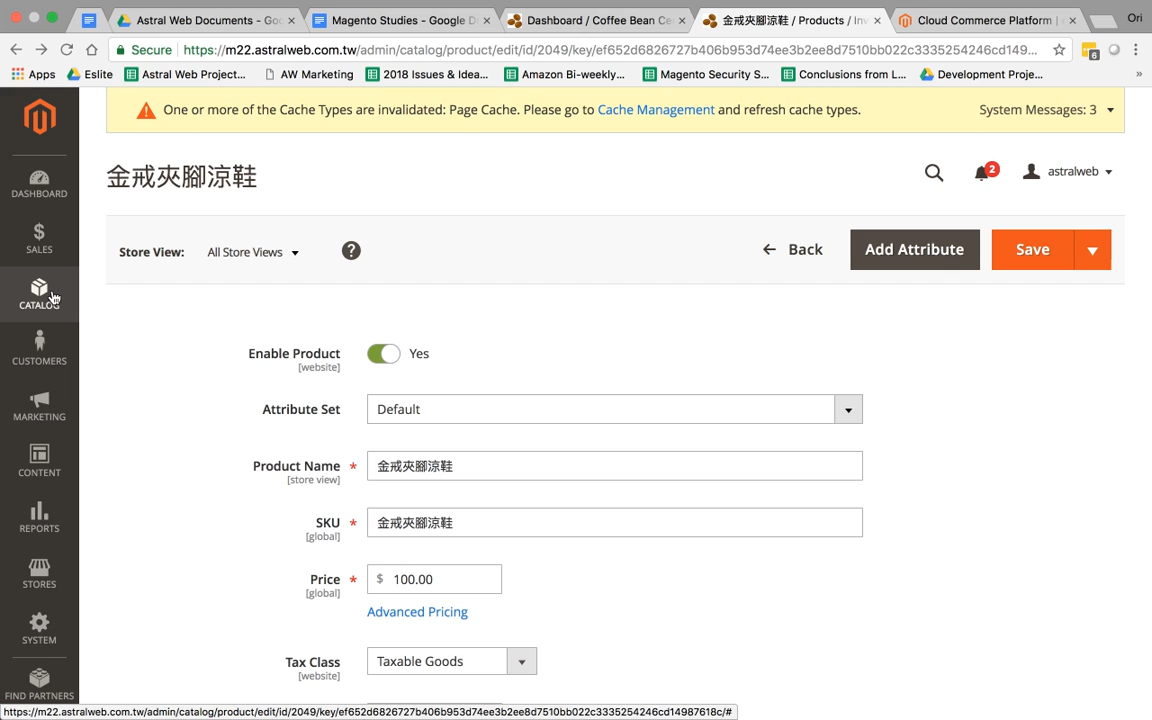 Astral Web Documents - Goo
Magento Studies - Google D
Dashboard / Coffee Bean Ce
金戒夾腳涼鞋 / Products / Inv
Cloud Commerce Platform |
Ori
Secure
https://m22.astralweb.com.tw/admin/catalog/product/edit/id/2049/key/ef652d6826727b406b953d74ee3b2ee8d7510bb022c3335254246cd149...
6
Apps
Eslite
Astral Web Project...
AW Marketing
2018 Issues & Idea...
Amazon Bi-weekly...
Magento Security S...
Conclusions from L...
Development Proje...
»
One or more of the Cache Types are invalidated: Page Cache. Please go to Cache Management and refresh cache types.
System Messages: 3
DASHBOARD
SALES
CATALOG
CUSTOMERS
MARKETING
CONTENT
REPORTS
STORES
SYSTEM
FIND PARTNERS
金戒夾腳涼鞋
2
astralweb
Store View:
All Store Views
?
Back
Add Attribute
Save
Enable Product
[website]
Yes
Attribute Set
Default
Product Name *
[store view]
金戒夾腳涼鞋
SKU *
[global]
金戒夾腳涼鞋
Price *
[global]
$ 100.00
Advanced Pricing
Tax Class
[website]
Taxable Goods
https://m22.astralweb.com.tw/admin/catalog/product/edit/id/2049/key/ef652d6826727b406b953d74ee3b2ee8d7510bb022c3335254246cd14987618c/#